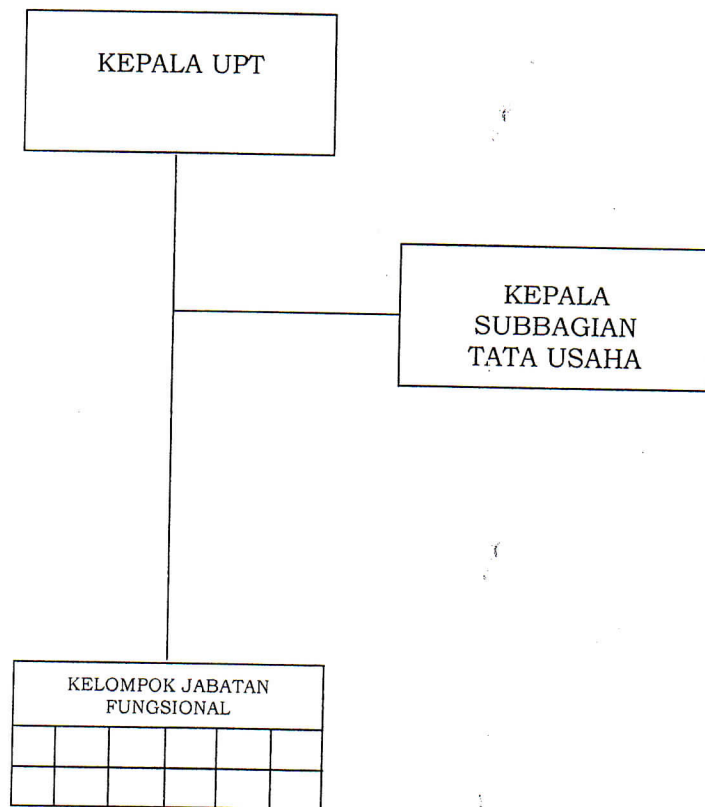 KEPALA UPT
KEPALA
SUBBAGIAN
TATA USAHA
KELOMPOK JABATAN
FUNGSIONAL